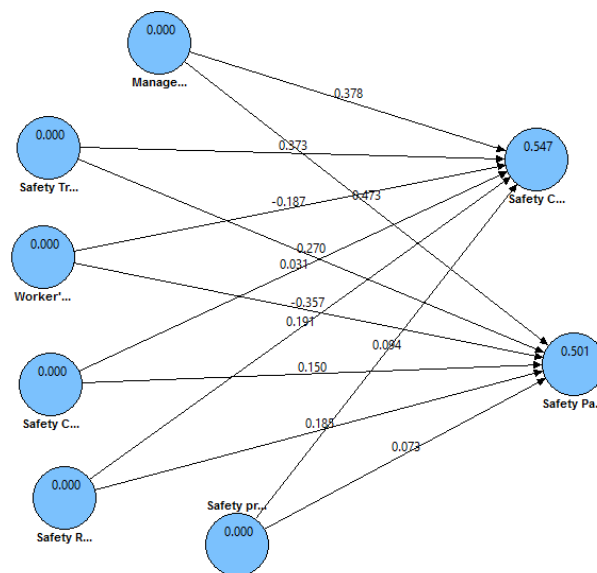 0.000
Manage...
0.378
0.000
0.373
0.547
Safety Tr...
0.473
Safety C...
-0.187
0.000
0.270
0.031
Worker'...
-0.357
0.191
0.094
0.501
0.000
0.150
Safety C...
Safety Pa...
0.185
0.073
0.000
Safety pr...
0.000
Safety R...